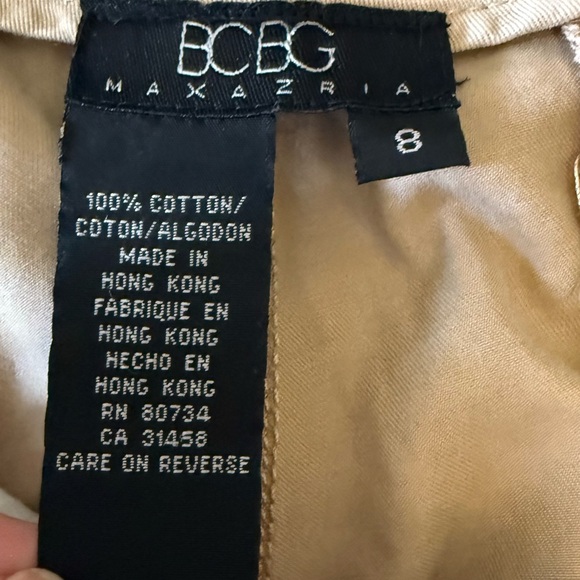 BCBG
MAXAZRIA
8
100% COTTON/
COTON/ALGODON
MADE IN
HONG KONG
FABRIQUE EN
HONG KONG
HECHO EN
HONG KONG
RN 80734
CA 31458
CARE ON REVERSE